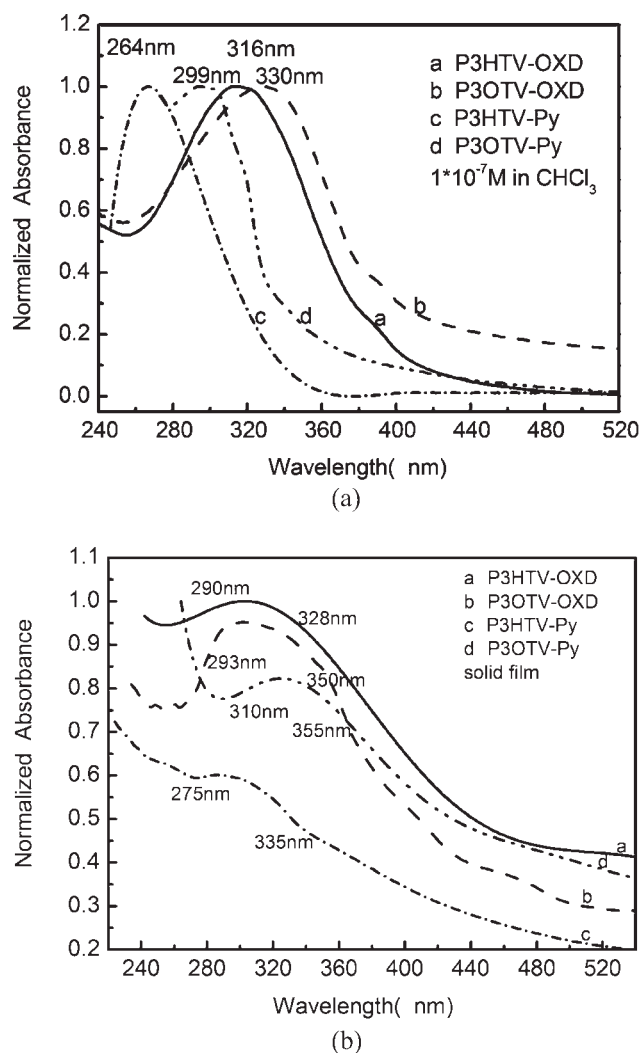 264nm 316nm
299nm 330nm
a P3HTV-OXD
b P3OTV-OXD
c P3HTV-Py
d P3OTV-Py
1*10-7M in CHCl3
1.0
0.8
0.6
0.4
0.2
0.0
Normalized Absorbance
c d a b
240 280 320 360 400 440 480 520
Wavelength( nm)
(a)
1.1
1.0
0.9
0.8
0.7
0.6
0.5
0.4
0.3
0.2
Normalized Absorbance
290nm
328nm
293nm
350nm
310nm
355nm
275nm
335nm
a P3HTV-OXD
b P3OTV-OXD
c P3HTV-Py
d P3OTV-Py
solid film
a
d
b
c
240 280 320 360 400 440 480 520
Wavelength( nm)
(b)